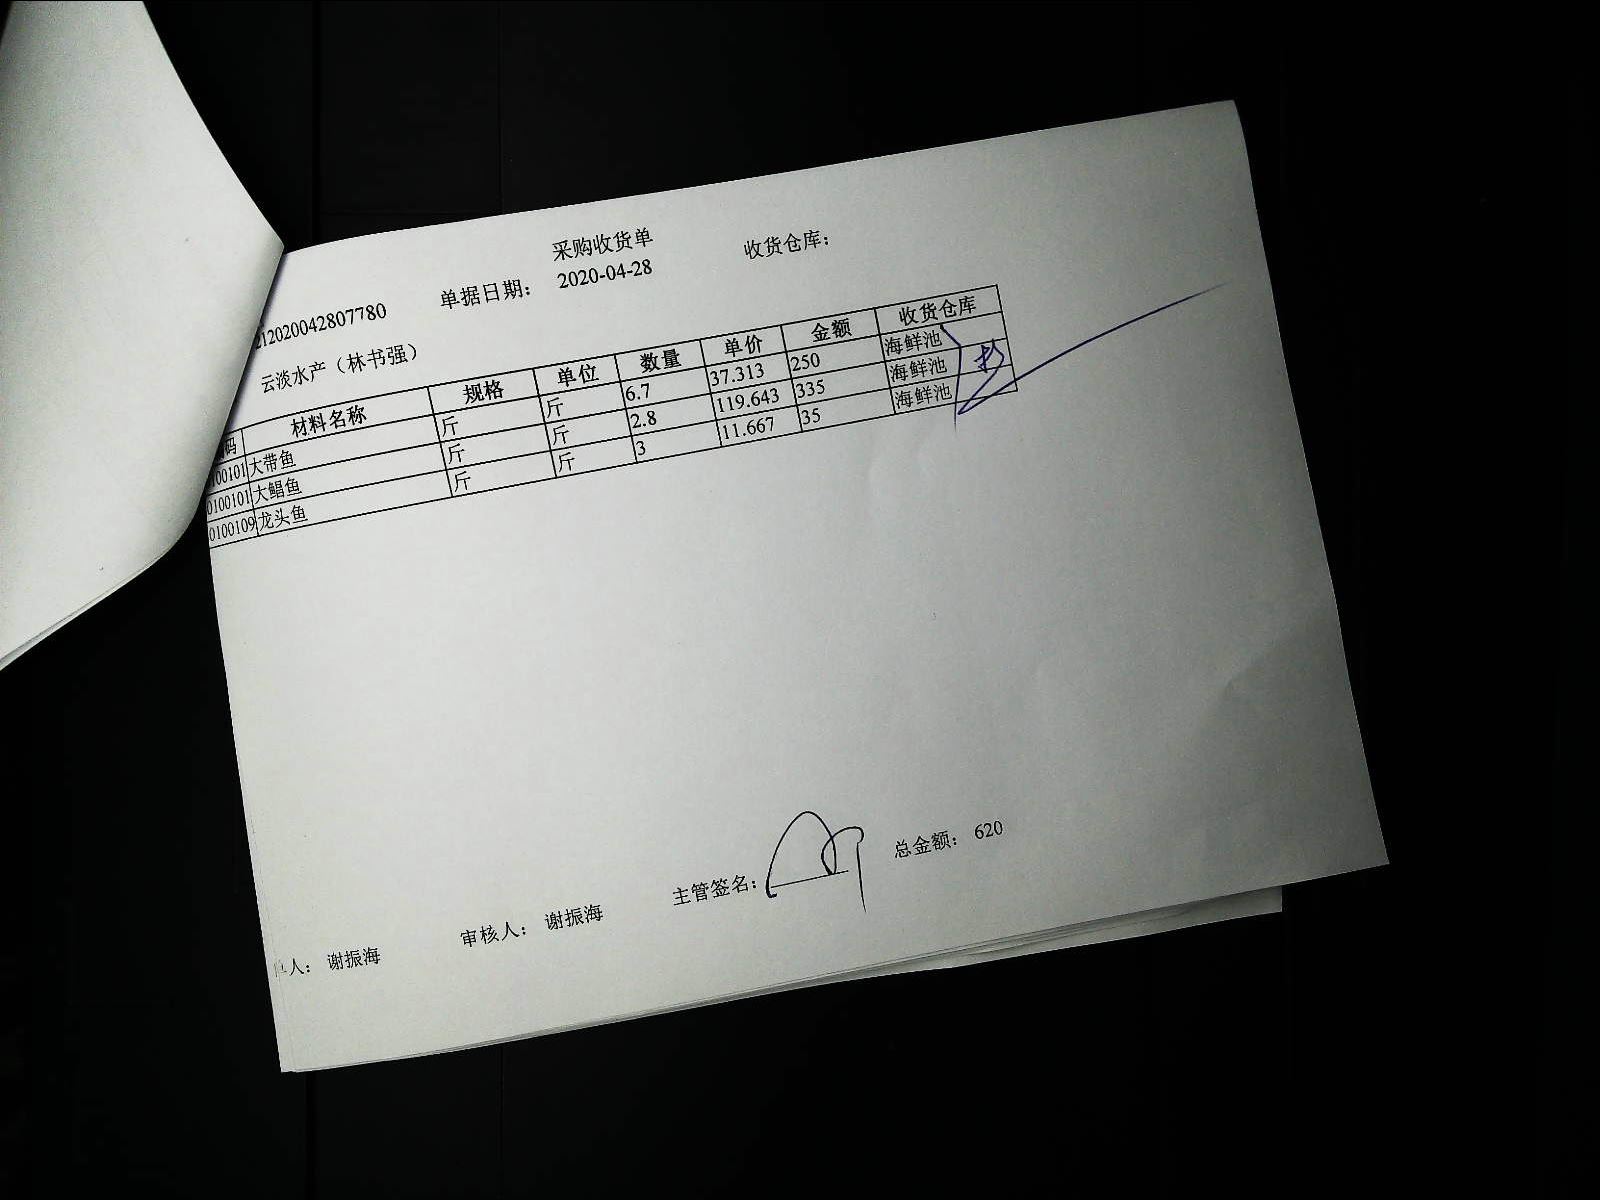 采购收货单
212020042807780 单据日期： 2020-04-28 收货仓库：
云淡水产（林书强）
码 材料名称 规格 单位 数量 单价 金额 收货仓库
100101 大带鱼 斤 斤 6.7 37.313 250 海鲜池
0100101 大鲳鱼 斤 斤 2.8 119.643 335 海鲜池
0100109 龙头鱼 斤 斤 3 11.667 35 海鲜池
人： 谢振海 审核人： 谢振海 主管签名： 总金额： 620